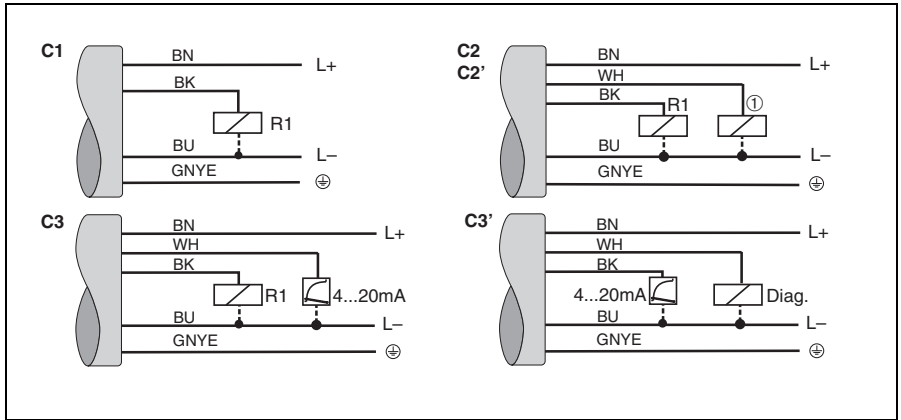 C1
BN
L+
BK
R1
BU
L–
GNYE
C2
C2'
BN
L+
WH
BK
R1
①
BU
L–
GNYE
C3
BN
L+
WH
BK
R1
4...20mA
BU
L–
GNYE
C3'
BN
L+
WH
BK
4...20mA
Diag.
BU
L–
GNYE